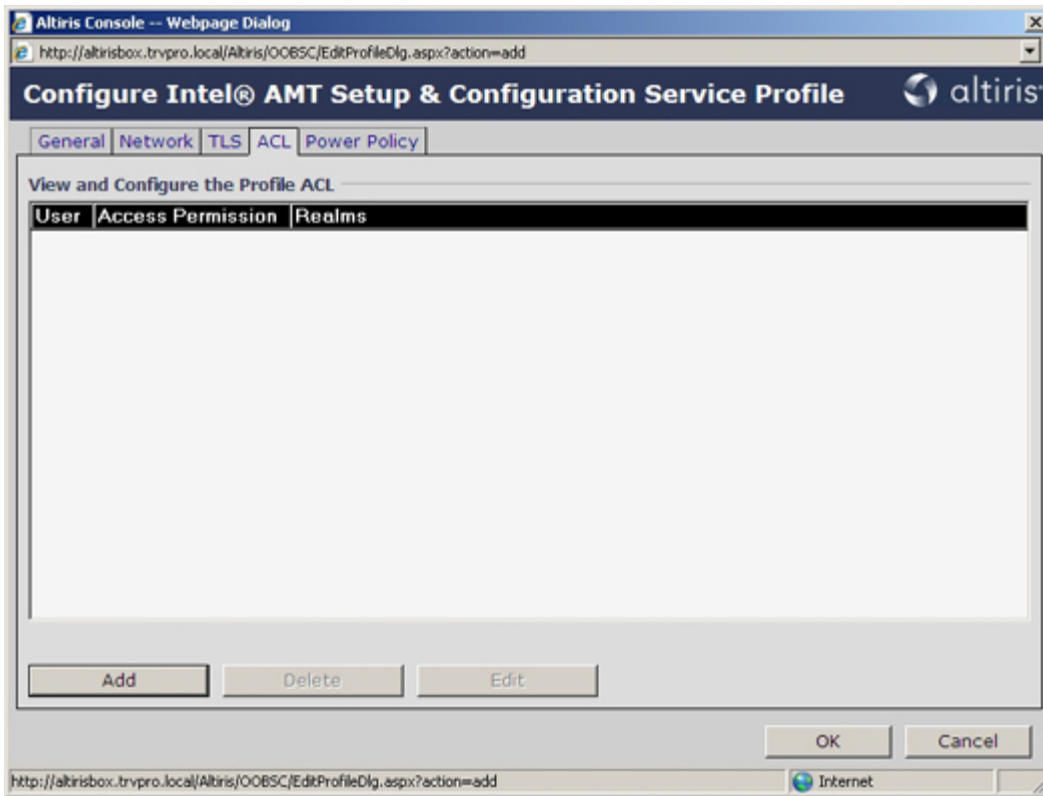 Altiris Console -- Webpage Dialog
http://altirisbox.trvpro.local/Altiris/OOBSC/EditProfileDlg.aspx?action=add
Configure Intel® AMT Setup & Configuration Service Profile
altiris
General Network TLS ACL Power Policy
View and Configure the Profile ACL
User Access Permission Realms
Add Delete Edit
OK Cancel
http://altirisbox.trvpro.local/Altiris/OOBSC/EditProfileDlg.aspx?action=add Internet